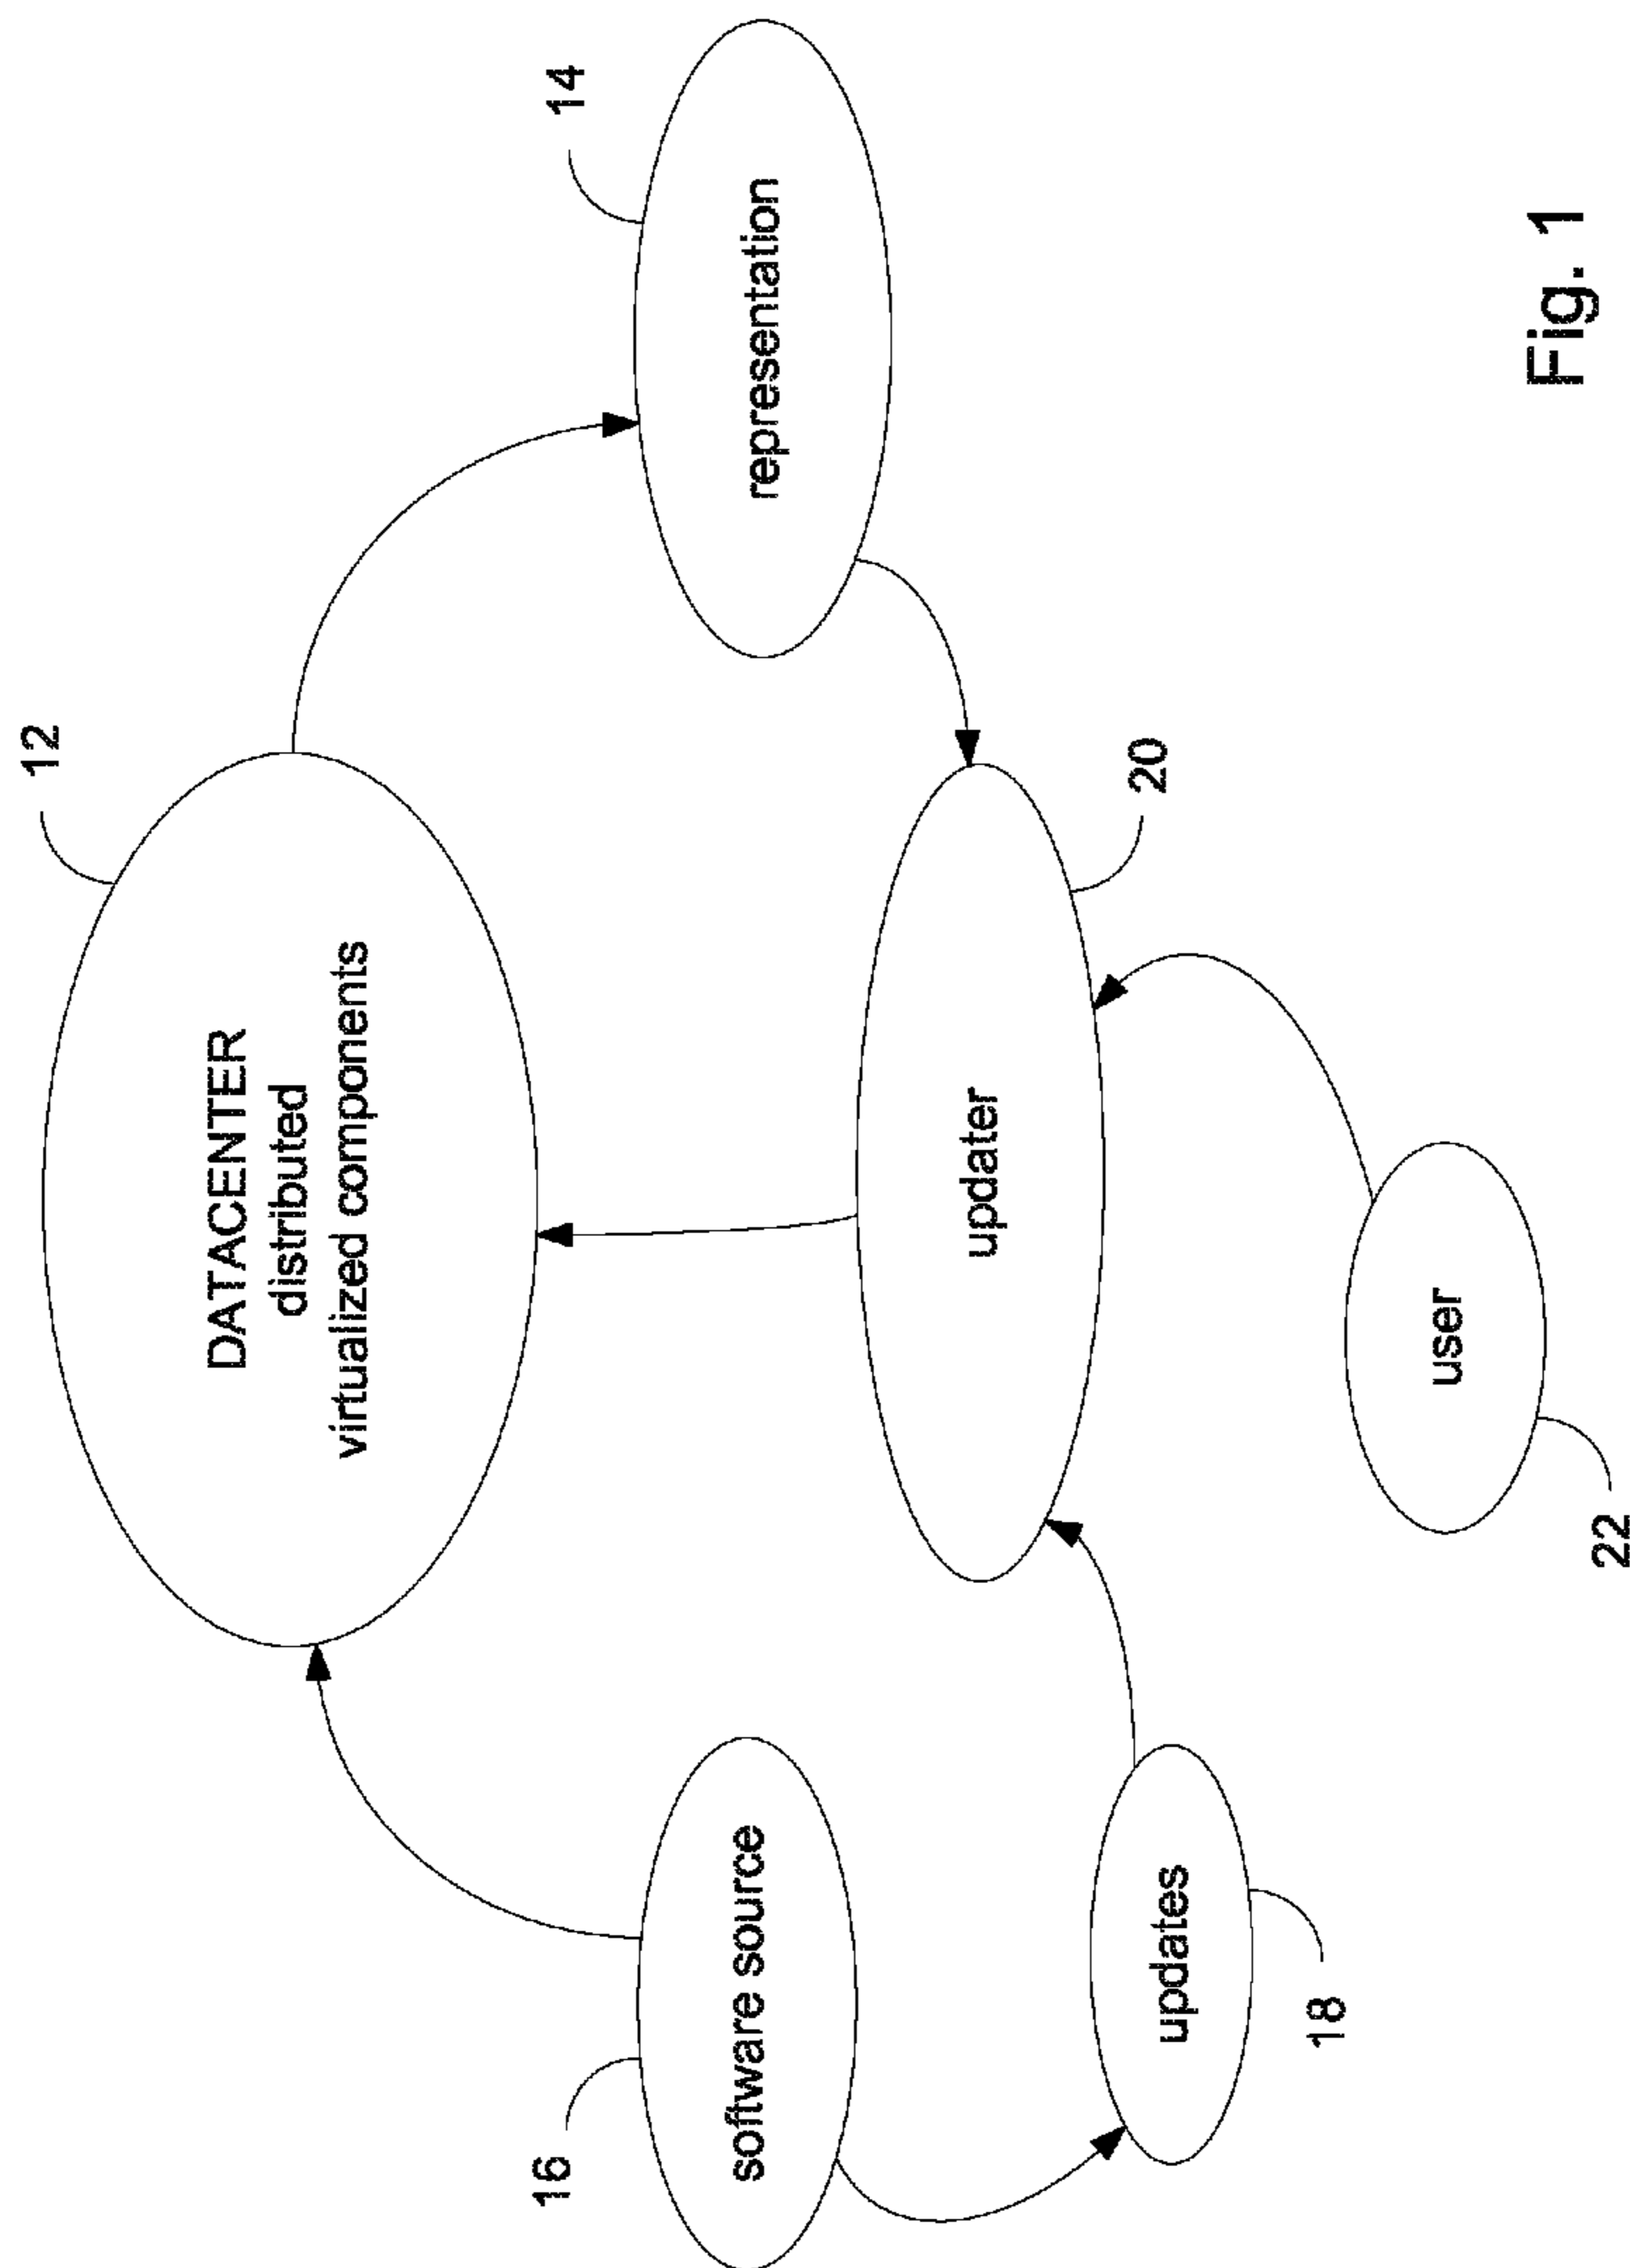 12
DATACENTER
distributed
virtualized components
14
representation
16
software source
20
updater
updates
18
user
22
Fig. 1